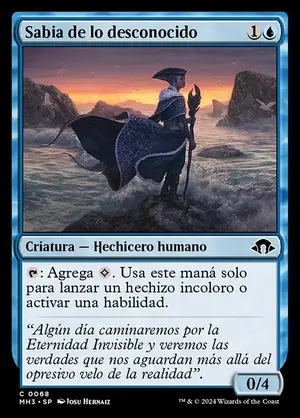 Sabia de lo desconocido 1
Criatura — Hechicero humano
: Agrega . Usa este maná solo
para lanzar un hechizo incoloro o
activar una habilidad.
“Algún día caminaremos por la
Eternidad Invisible y veremos las
verdades que nos aguardan más allá del
opresivo velo de la realidad”.
0/4
C 0068
MH3 • SP Josu Hernaiz
™ & © 2024 Wizards of the Coast